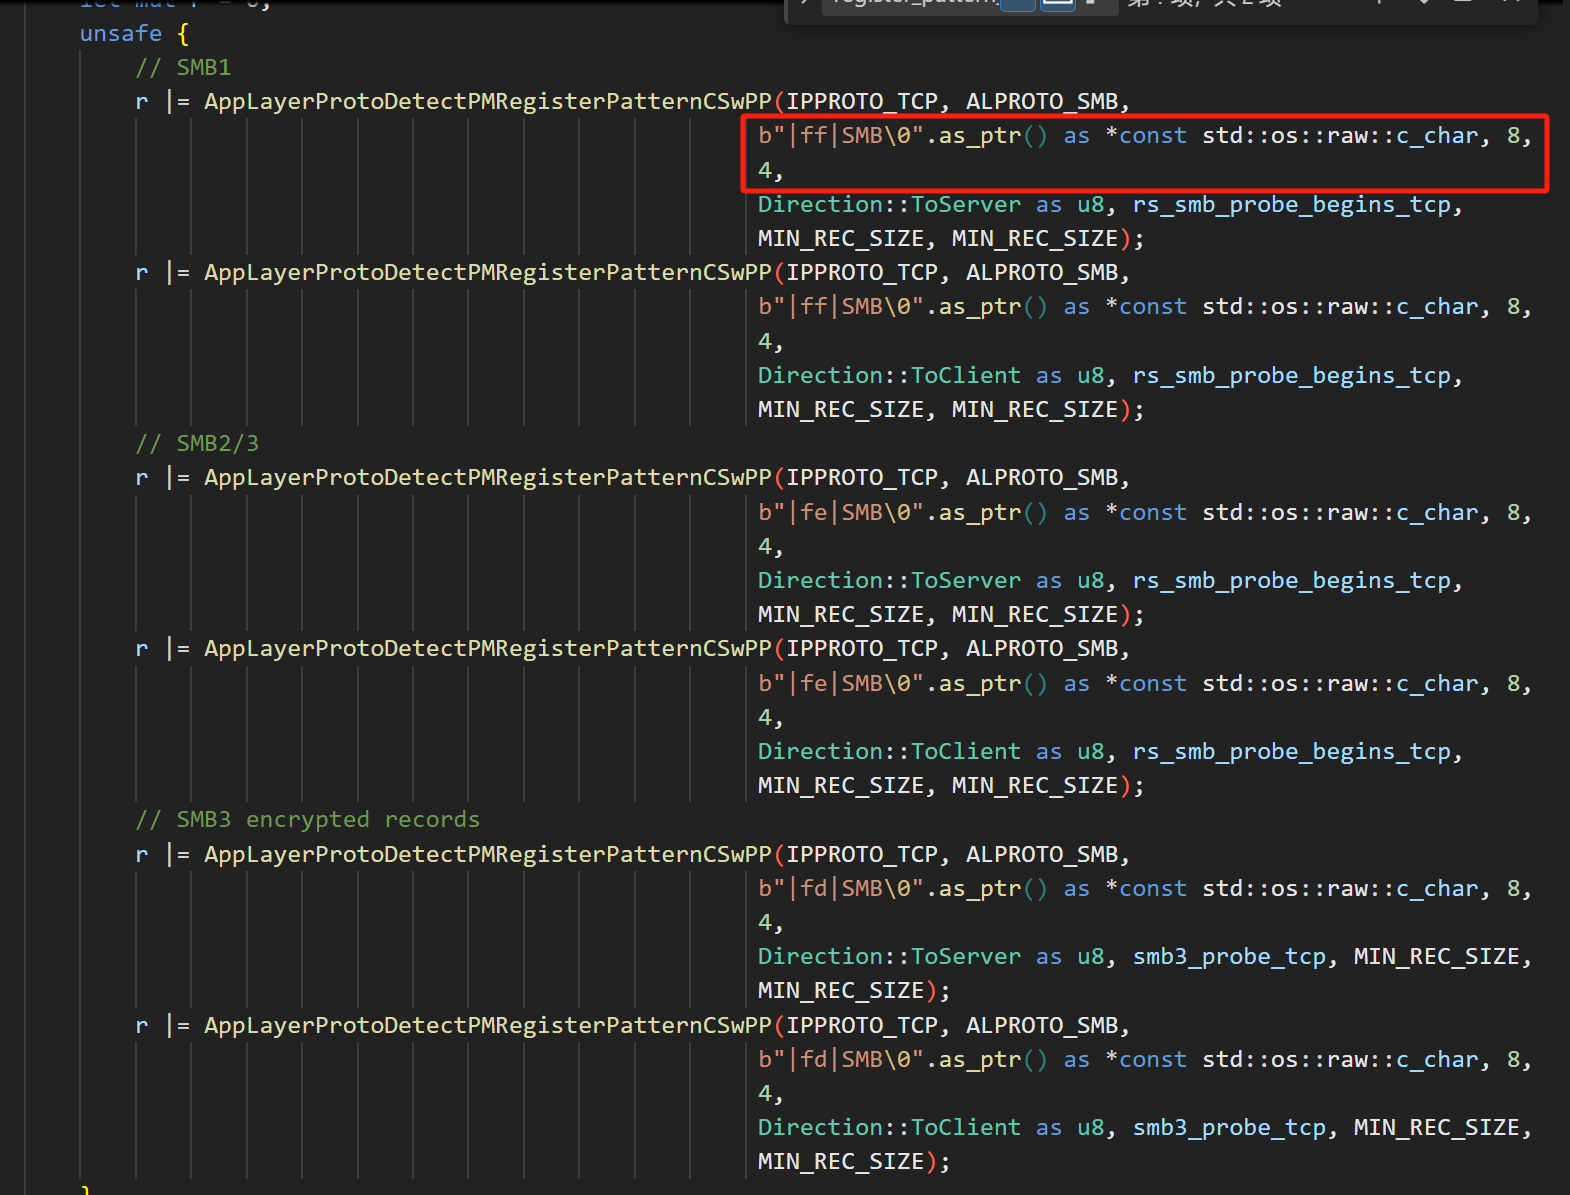 unsafe {
// SMB1
r |= AppLayerProtoDetectPMRegisterPatternCSwPP(IPPROTO_TCP, ALPROTO_SMB,
b"|ff|SMB\0".as_ptr() as *const std::os::raw::c_char, 8,
4,
Direction::ToServer as u8, rs_smb_probe_begins_tcp,
MIN_REC_SIZE, MIN_REC_SIZE);
r |= AppLayerProtoDetectPMRegisterPatternCSwPP(IPPROTO_TCP, ALPROTO_SMB,
b"|ff|SMB\0".as_ptr() as *const std::os::raw::c_char, 8,
4,
Direction::ToClient as u8, rs_smb_probe_begins_tcp,
MIN_REC_SIZE, MIN_REC_SIZE);
// SMB2/3
r |= AppLayerProtoDetectPMRegisterPatternCSwPP(IPPROTO_TCP, ALPROTO_SMB,
b"|fe|SMB\0".as_ptr() as *const std::os::raw::c_char, 8,
4,
Direction::ToServer as u8, rs_smb_probe_begins_tcp,
MIN_REC_SIZE, MIN_REC_SIZE);
r |= AppLayerProtoDetectPMRegisterPatternCSwPP(IPPROTO_TCP, ALPROTO_SMB,
b"|fe|SMB\0".as_ptr() as *const std::os::raw::c_char, 8,
4,
Direction::ToClient as u8, rs_smb_probe_begins_tcp,
MIN_REC_SIZE, MIN_REC_SIZE);
// SMB3 encrypted records
r |= AppLayerProtoDetectPMRegisterPatternCSwPP(IPPROTO_TCP, ALPROTO_SMB,
b"|fd|SMB\0".as_ptr() as *const std::os::raw::c_char, 8,
4,
Direction::ToServer as u8, smb3_probe_tcp, MIN_REC_SIZE,
MIN_REC_SIZE);
r |= AppLayerProtoDetectPMRegisterPatternCSwPP(IPPROTO_TCP, ALPROTO_SMB,
b"|fd|SMB\0".as_ptr() as *const std::os::raw::c_char, 8,
4,
Direction::ToClient as u8, smb3_probe_tcp, MIN_REC_SIZE,
MIN_REC_SIZE);
}